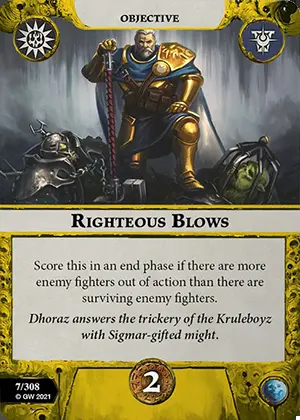 OBJECTIVE
RIGHTEOUS BLOWS
Score this in an end phase if there are more
enemy fighters out of action than there are
surviving enemy fighters.
Dhoraz answers the trickery of the Kruleboyz
with Sigmar-gifted might.
7/308
© GW 2021
2